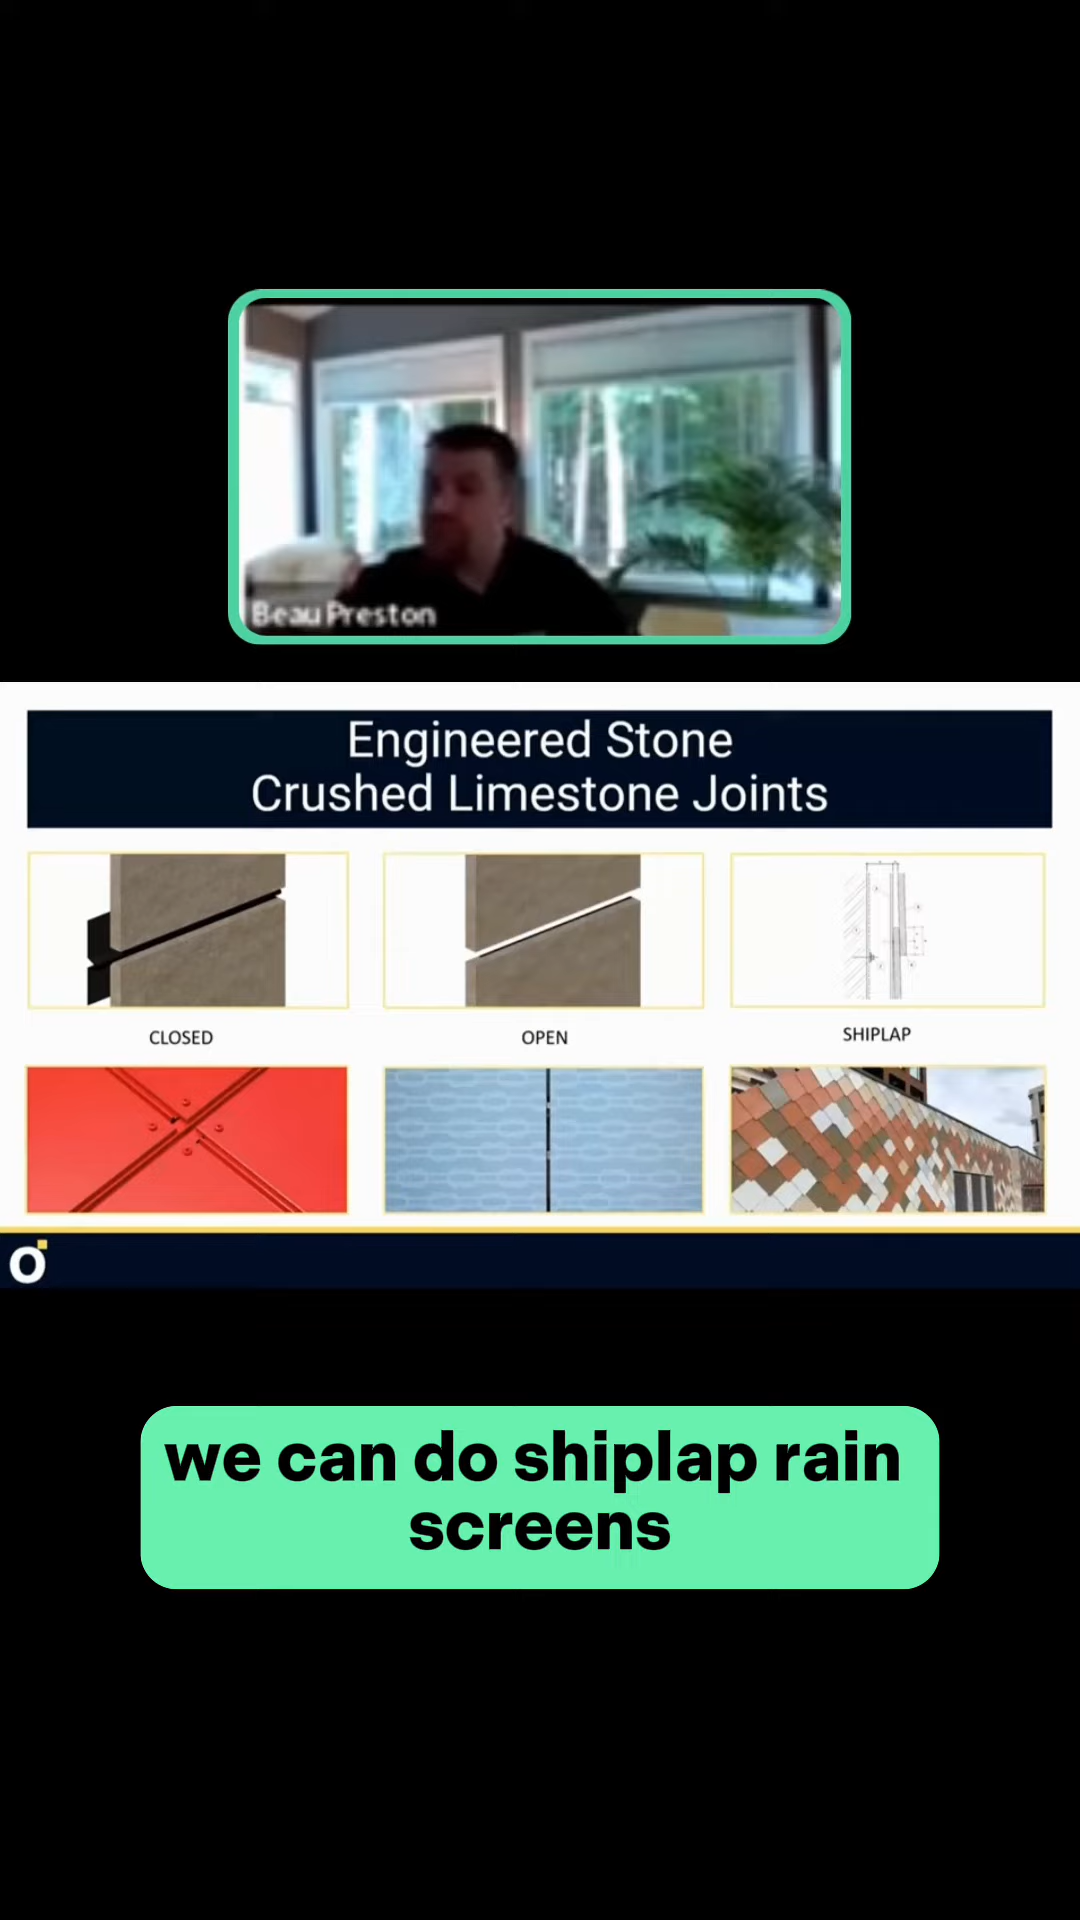 Beau Preston
Engineered Stone
Crushed Limestone Joints
CLOSED
OPEN
SHIPLAP
o
we can do shiplap rain
screens